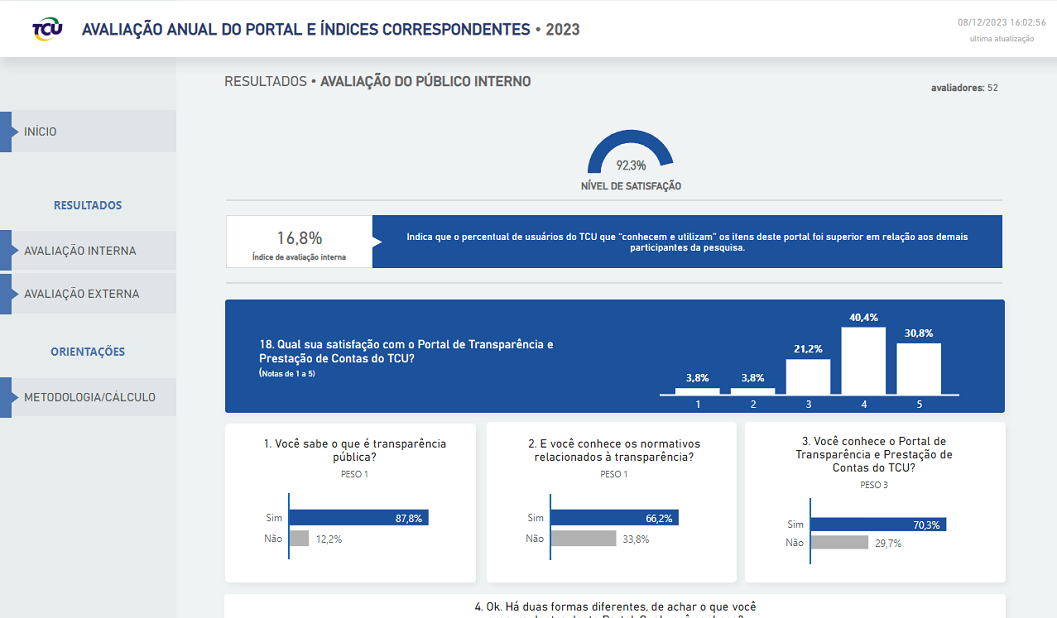 TCU
AVALIAÇÃO ANUAL DO PORTAL E ÍNDICES CORRESPONDENTES • 2023
08/12/2023 16:02:56
ultima atualização
INÍCIO
RESULTADOS
AVALIAÇÃO INTERNA
AVALIAÇÃO EXTERNA
ORIENTAÇÕES
METODOLOGIA/CÁLCULO
RESULTADOS • AVALIAÇÃO DO PÚBLICO INTERNO
avaliadores: 52
92,3%
NÍVEL DE SATISFAÇÃO
16,8%
Índice de avaliação interna
Indica que o percentual de usuários do TCU que “conhecem e utilizam” os itens deste portal foi superior em relação aos demais
participantes da pesquisa.
18. Qual sua satisfação com o Portal de Transparência e
Prestação de Contas do TCU?
(Notas de 1 a 5)
3,8%
3,8%
21,2%
40,4%
30,8%
1 2 3 4 5
1. Você sabe o que é transparência
pública?
PESO 1
Sim 87,8%
Não 12,2%
2. E você conhece os normativos
relacionados à transparência?
PESO 1
Sim 66,2%
Não 33,8%
3. Você conhece o Portal de
Transparência e Prestação de
Contas do TCU?
PESO 3
Sim 70,3%
Não 29,7%
4. Ok. Há duas formas diferentes, de achar o que você